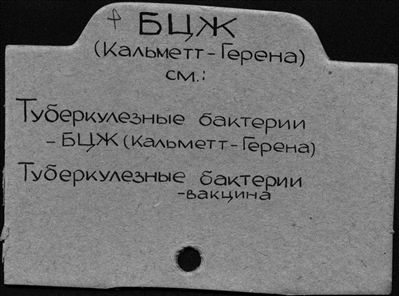 БЦЖ
(Кальметт-Герена)
см.:
Туберкулезные бактерии
-БЦЖ (Кальметт-Герена)
Туберкулезные бактерии
-вакцина